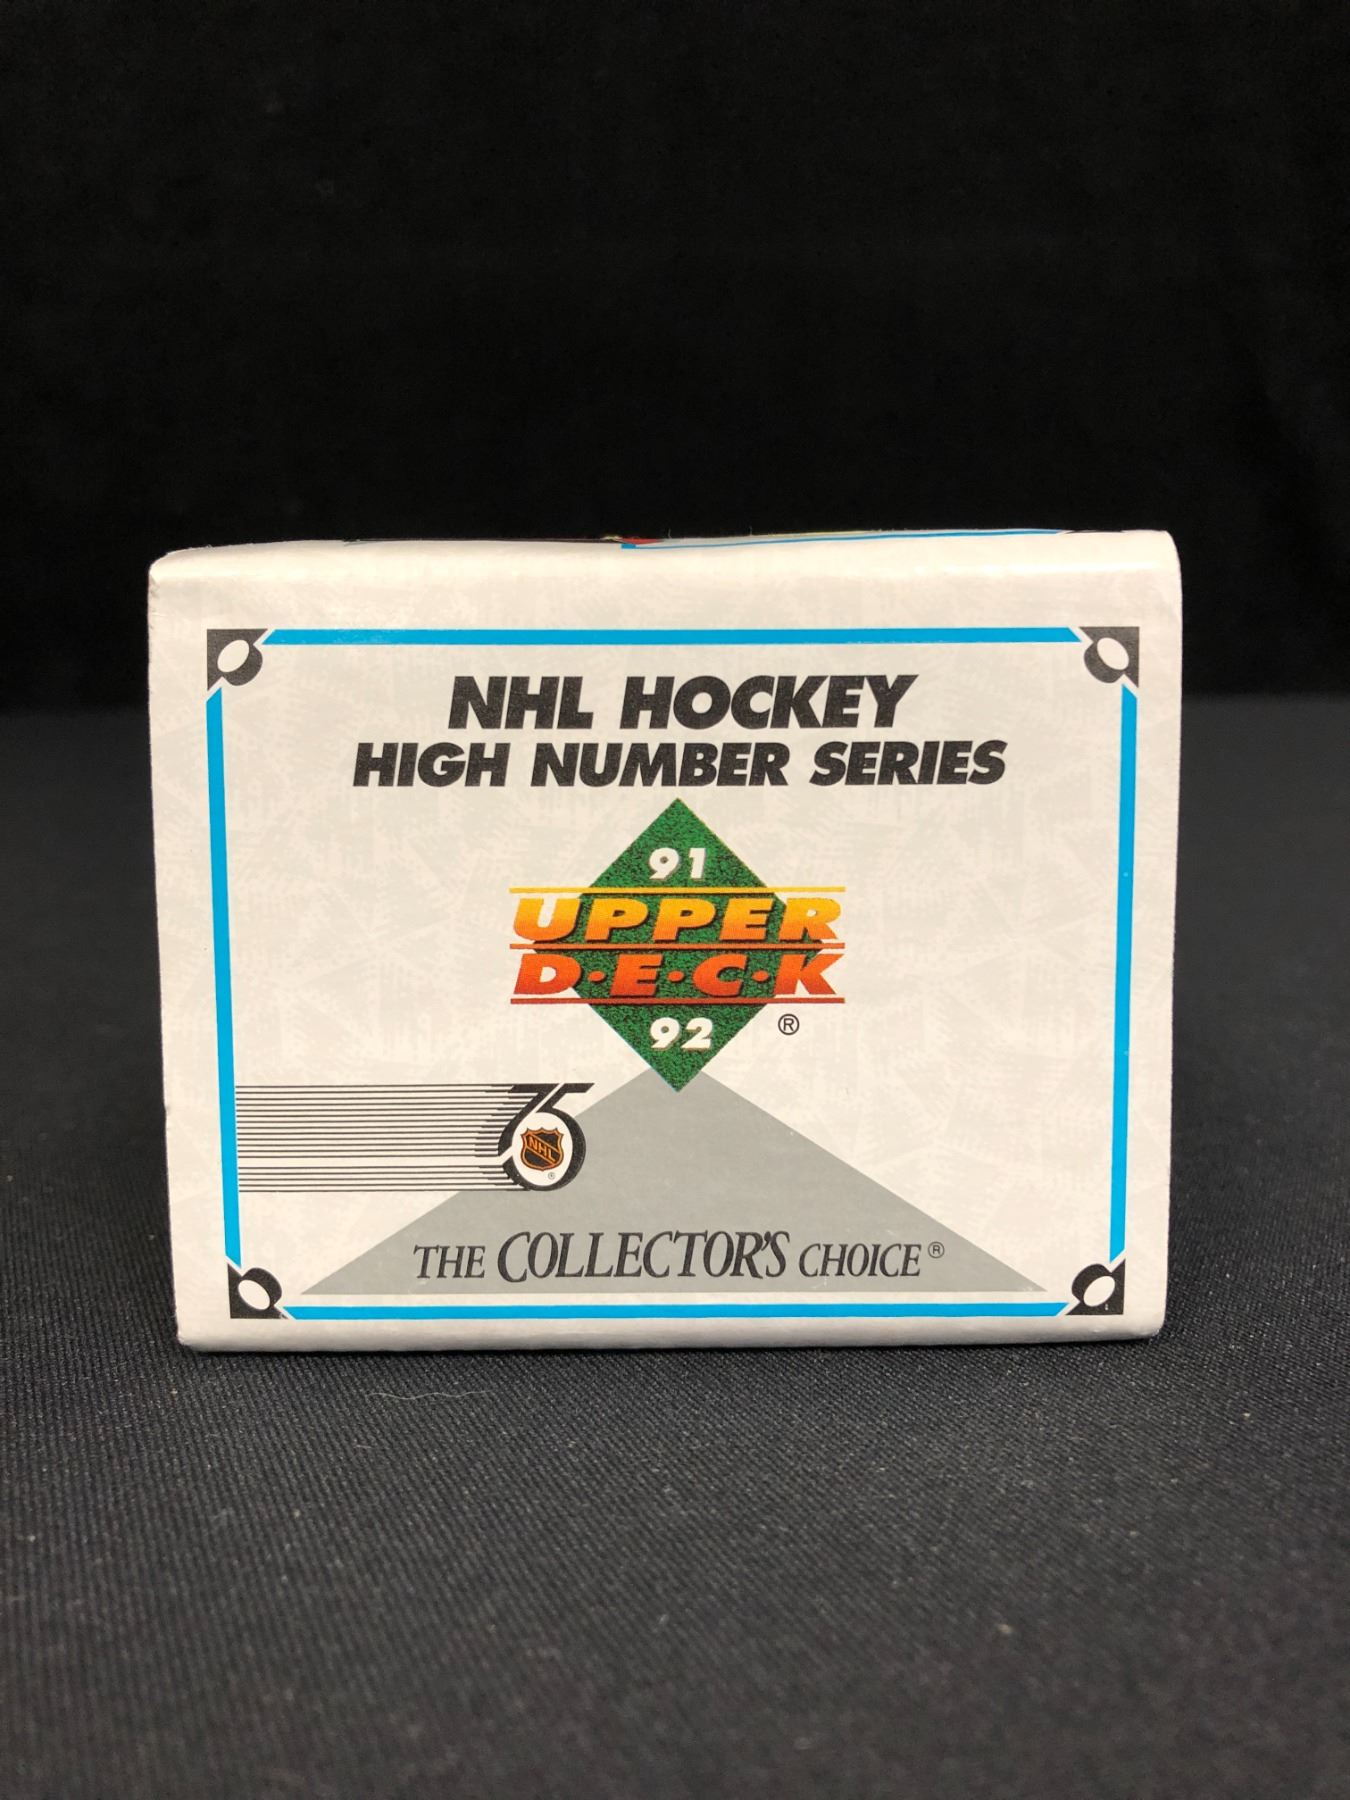 NHL HOCKEY
HIGH NUMBER SERIES
91
UPPER
D·E·C·K
92 ®
75
NHL
®
THE COLLECTOR'S CHOICE®